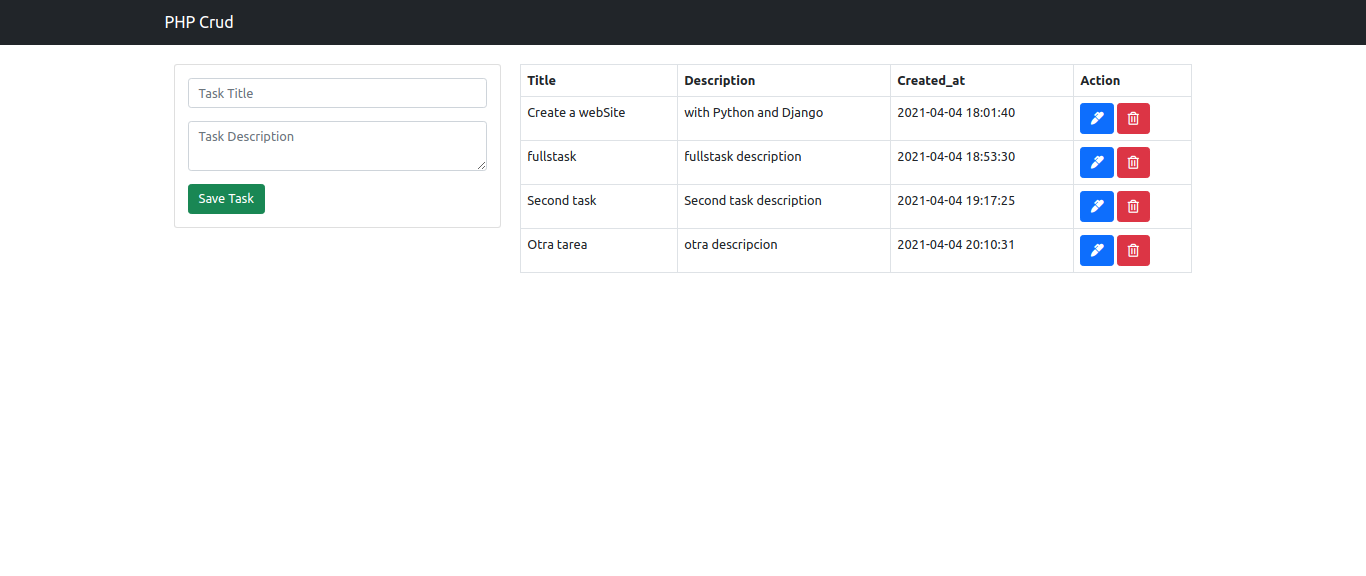 PHP Crud
Task Title
Task Description
Save Task
Title Description Created_at Action
Create a webSite with Python and Django 2021-04-04 18:01:40
fullstask fullstask description 2021-04-04 18:53:30
Second task Second task description 2021-04-04 19:17:25
Otra tarea otra descripcion 2021-04-04 20:10:31